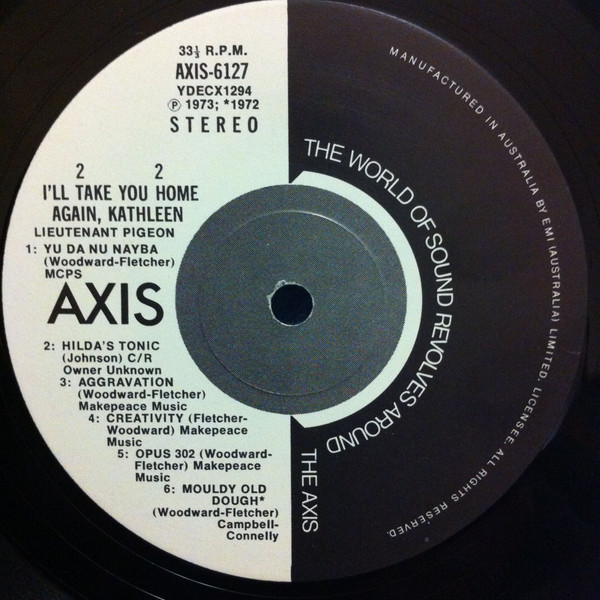 33⅓ R.P.M.
AXIS-6127
YDECX1294
Ⓟ 1973; *1972
STEREO
2 2
I'LL TAKE YOU HOME
AGAIN, KATHLEEN
LIEUTENANT PIGEON
1: YU DA NU NAYBA
(Woodward-Fletcher)
MCPS
AXIS
2: HILDA'S TONIC
(Johnson) C/R
Owner Unknown
3: AGGRAVATION
(Woodward-Fletcher)
Makepeace Music
4: CREATIVITY (Fletcher-
Woodward) Makepeace
Music
5: OPUS 302 (Woodward-
Fletcher) Makepeace
Music
6: MOULDY OLD
DOUGH*
(Woodward-Fletcher)
Campbell-
Connelly
THE WORLD OF SOUND REVOLVES AROUND
THE AXIS
MANUFACTURED IN AUSTRALIA BY EMI (AUSTRALIA) LIMITED. LICENSEE. ALL RIGHTS RESERVED.